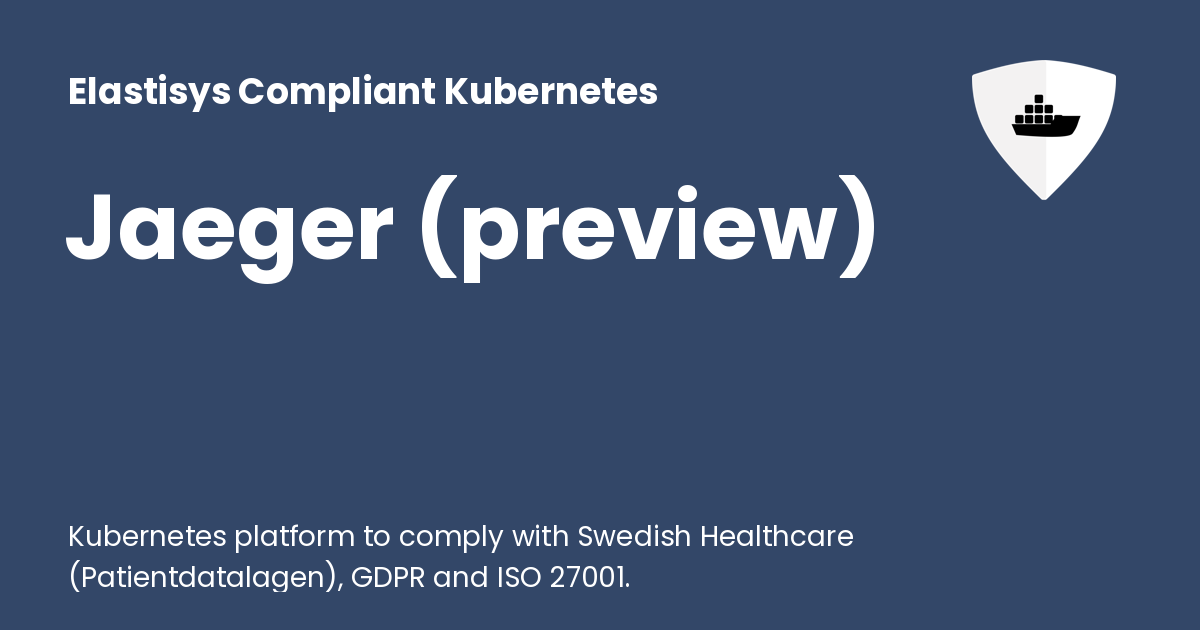 Elastisys Compliant Kubernetes
Jaeger (preview)
Kubernetes platform to comply with Swedish Healthcare
(Patientdatalagen), GDPR and ISO 27001.